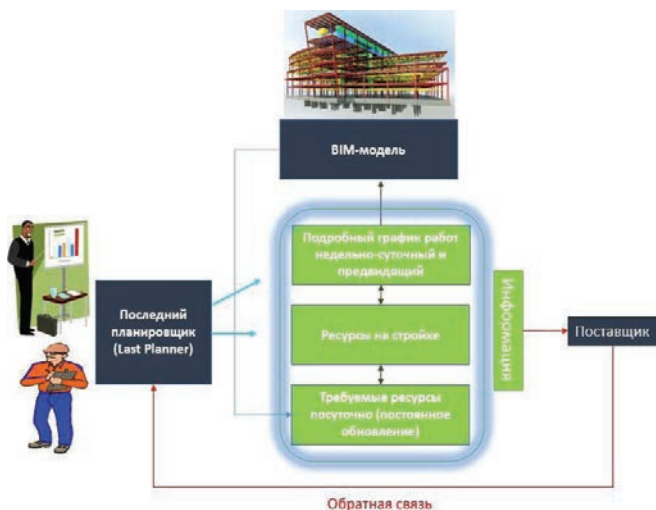 BIM-модель
Подробный график работ
недельно-суточный и
предвидящий
Последний
планировщик
(Last Planner)
Ресурсы на стройке
Информация
Поставщик
Требуемые ресурсы
посуточно (постоянное
обновление)
Обратная связь